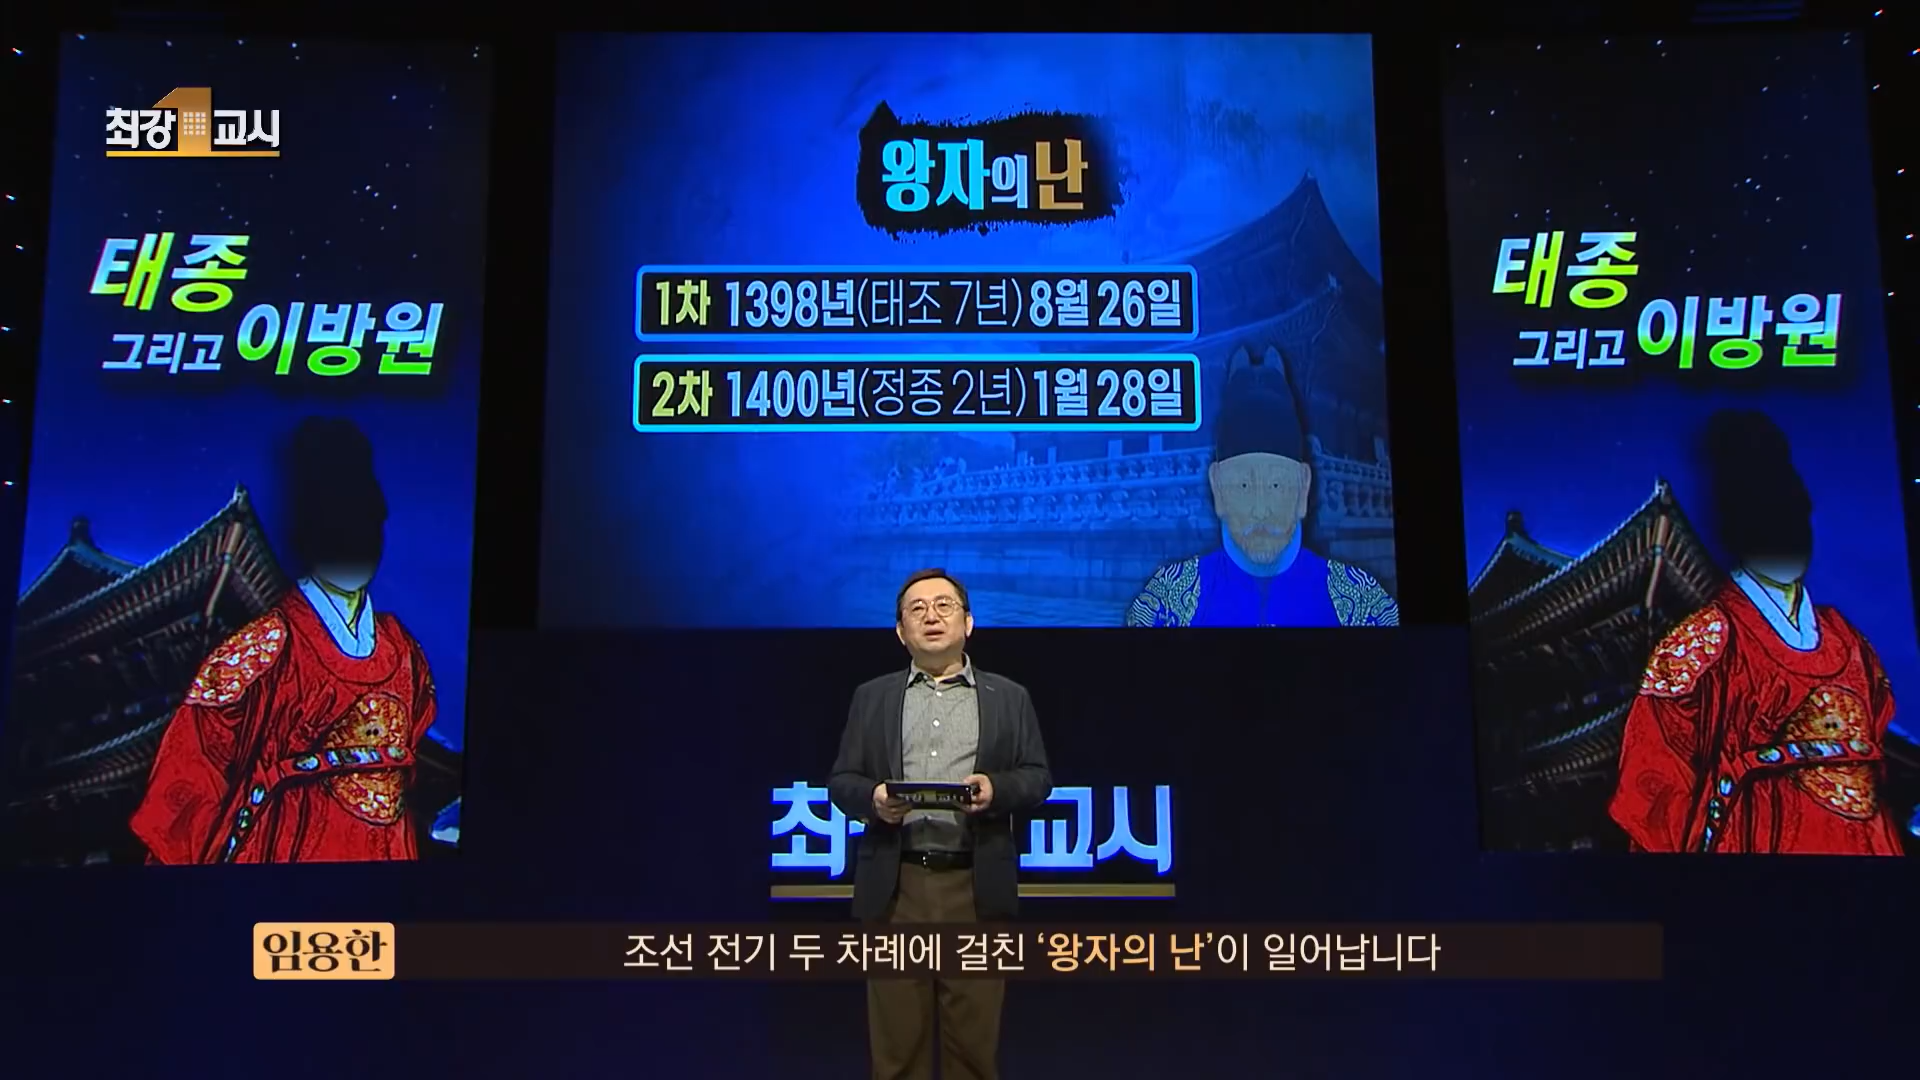 최강1교시
왕자의 난
1차 1398년(태조 7년) 8월 26일
2차 1400년(정종 2년) 1월 28일
태종
그리고 이방원
태종
그리고 이방원
교시
임용한
조선 전기 두 차례에 걸친 ‘왕자의 난’이 일어납니다